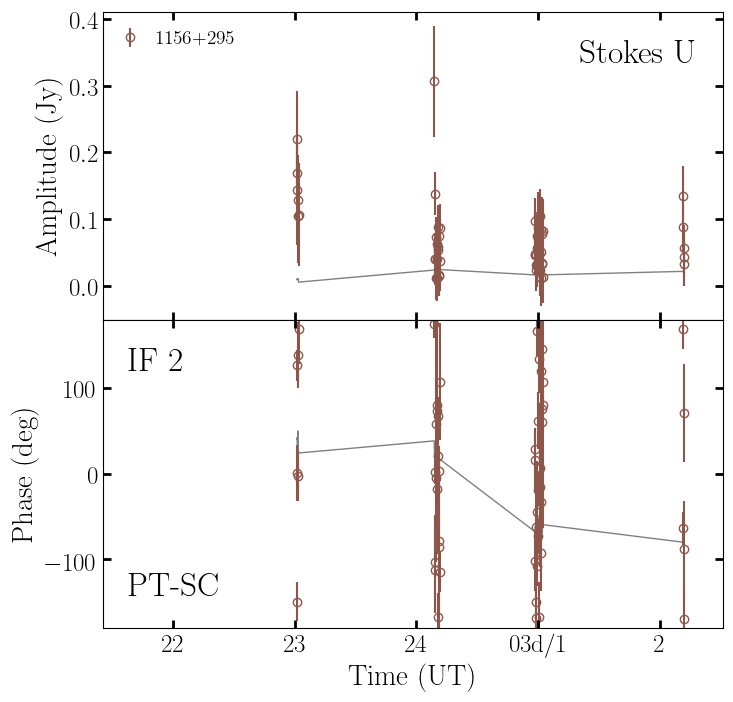 0.4
1156+295
Stokes U
0.3
0.2
0.1
0.0
Amplitude (Jy)
IF 2
100
0
−100
Phase (deg)
PT-SC
22
23
24
03d/1
2
Time (UT)